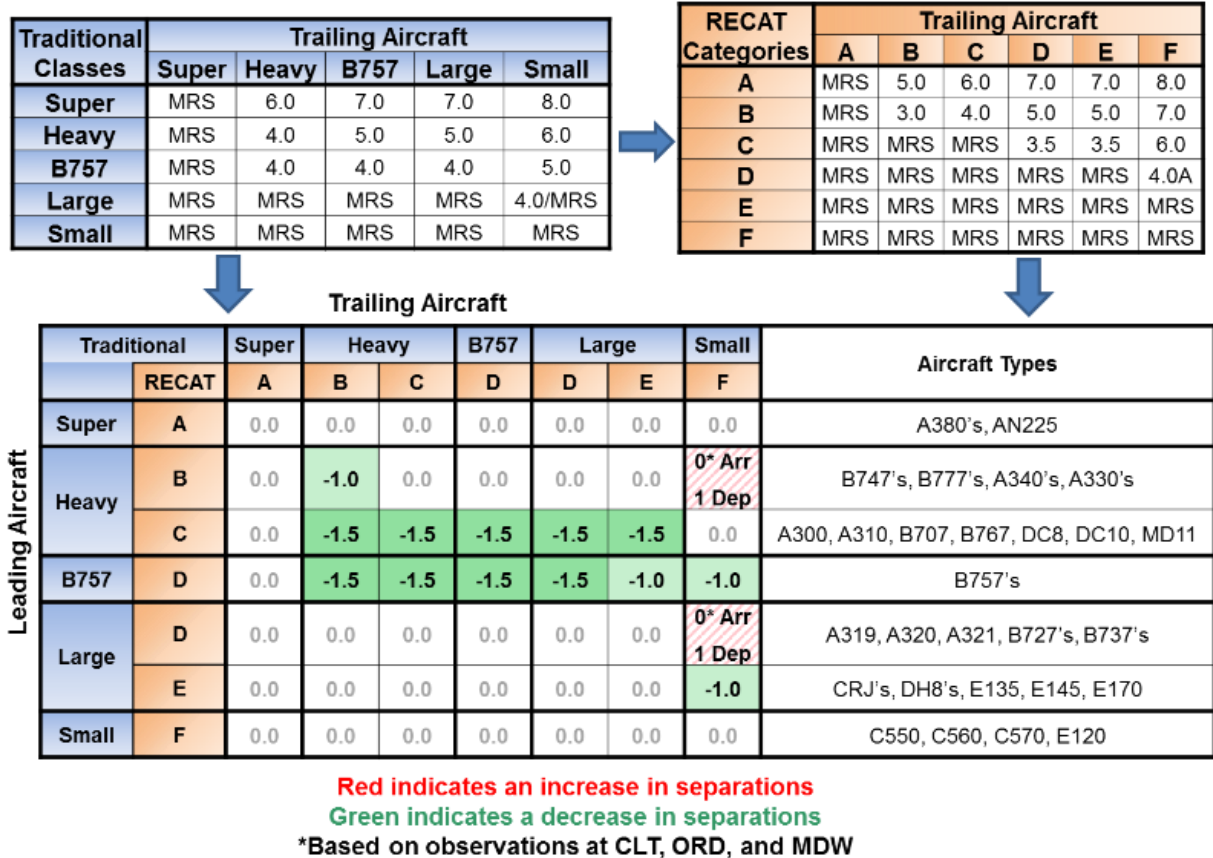 Traditional Classes Trailing Aircraft
Super Heavy B757 Large Small
Super MRS 6.0 7.0 7.0 8.0
Heavy MRS 4.0 5.0 5.0 6.0
B757 MRS 4.0 4.0 4.0 5.0
Large MRS MRS MRS MRS 4.0/MRS
Small MRS MRS MRS MRS MRS
RECAT Categories Trailing Aircraft
A B C D E F
A MRS 5.0 6.0 7.0 7.0 8.0
B MRS 3.0 4.0 5.0 5.0 7.0
C MRS MRS MRS 3.5 3.5 6.0
D MRS MRS MRS MRS MRS 4.0A
E MRS MRS MRS MRS MRS MRS
F MRS MRS MRS MRS MRS MRS
Trailing Aircraft
Leading Aircraft
Traditional Super Heavy B757 Large Small Aircraft Types
RECAT A B C D D E F
Super A 0.0 0.0 0.0 0.0 0.0 0.0 0.0 A380's, AN225
Heavy B 0.0 -1.0 0.0 0.0 0.0 0.0 0* Arr 1 Dep B747's, B777's, A340's, A330's
C 0.0 -1.5 -1.5 -1.5 -1.5 -1.5 0.0 A300, A310, B707, B767, DC8, DC10, MD11
B757 D 0.0 -1.5 -1.5 -1.5 -1.5 -1.0 -1.0 B757's
Large D 0.0 0.0 0.0 0.0 0.0 0.0 0* Arr 1 Dep A319, A320, A321, B727's, B737's
E 0.0 0.0 0.0 0.0 0.0 0.0 -1.0 CRJ's, DH8's, E135, E145, E170
Small F 0.0 0.0 0.0 0.0 0.0 0.0 0.0 C550, C560, C570, E120
Red indicates an increase in separations
Green indicates a decrease in separations
*Based on observations at CLT, ORD, and MDW